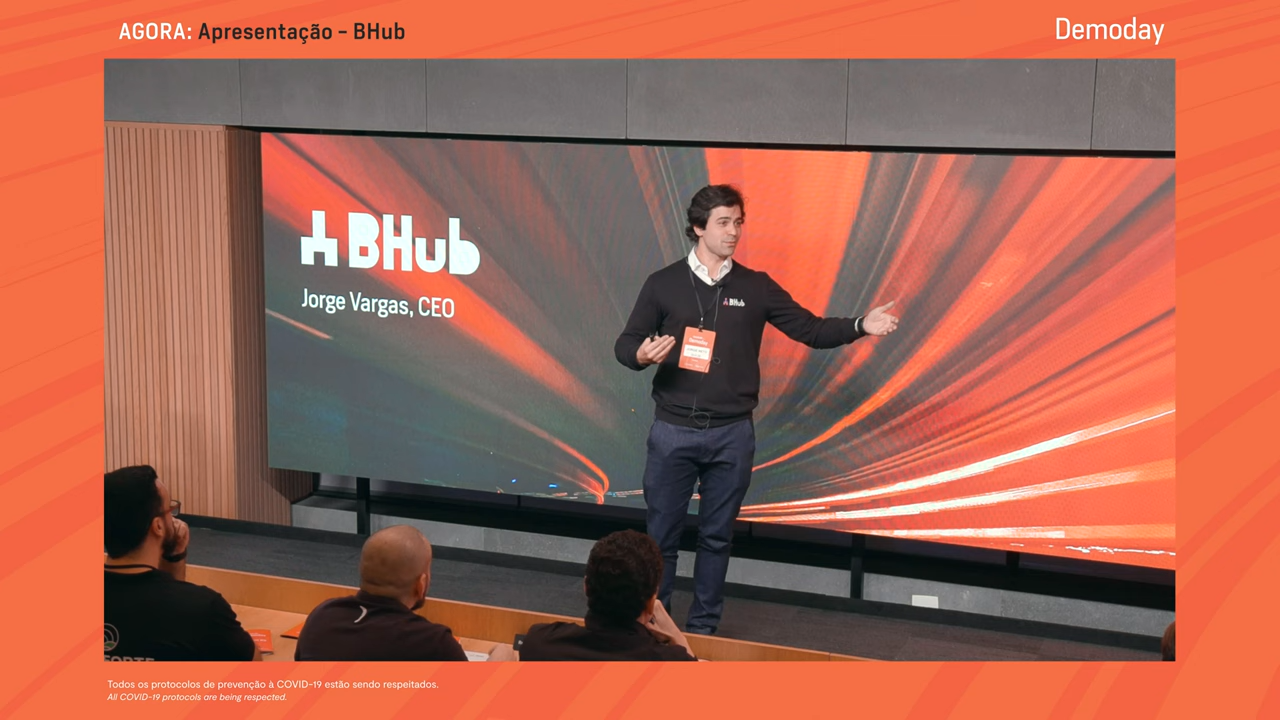 AGORA: Apresentação - BHub
Demoday
BHub
Jorge Vargas, CEO
BHub
Demoday
Todos os protocolos de prevenção à COVID-19 estão sendo respeitados.
All COVID-19 protocols are being respected.